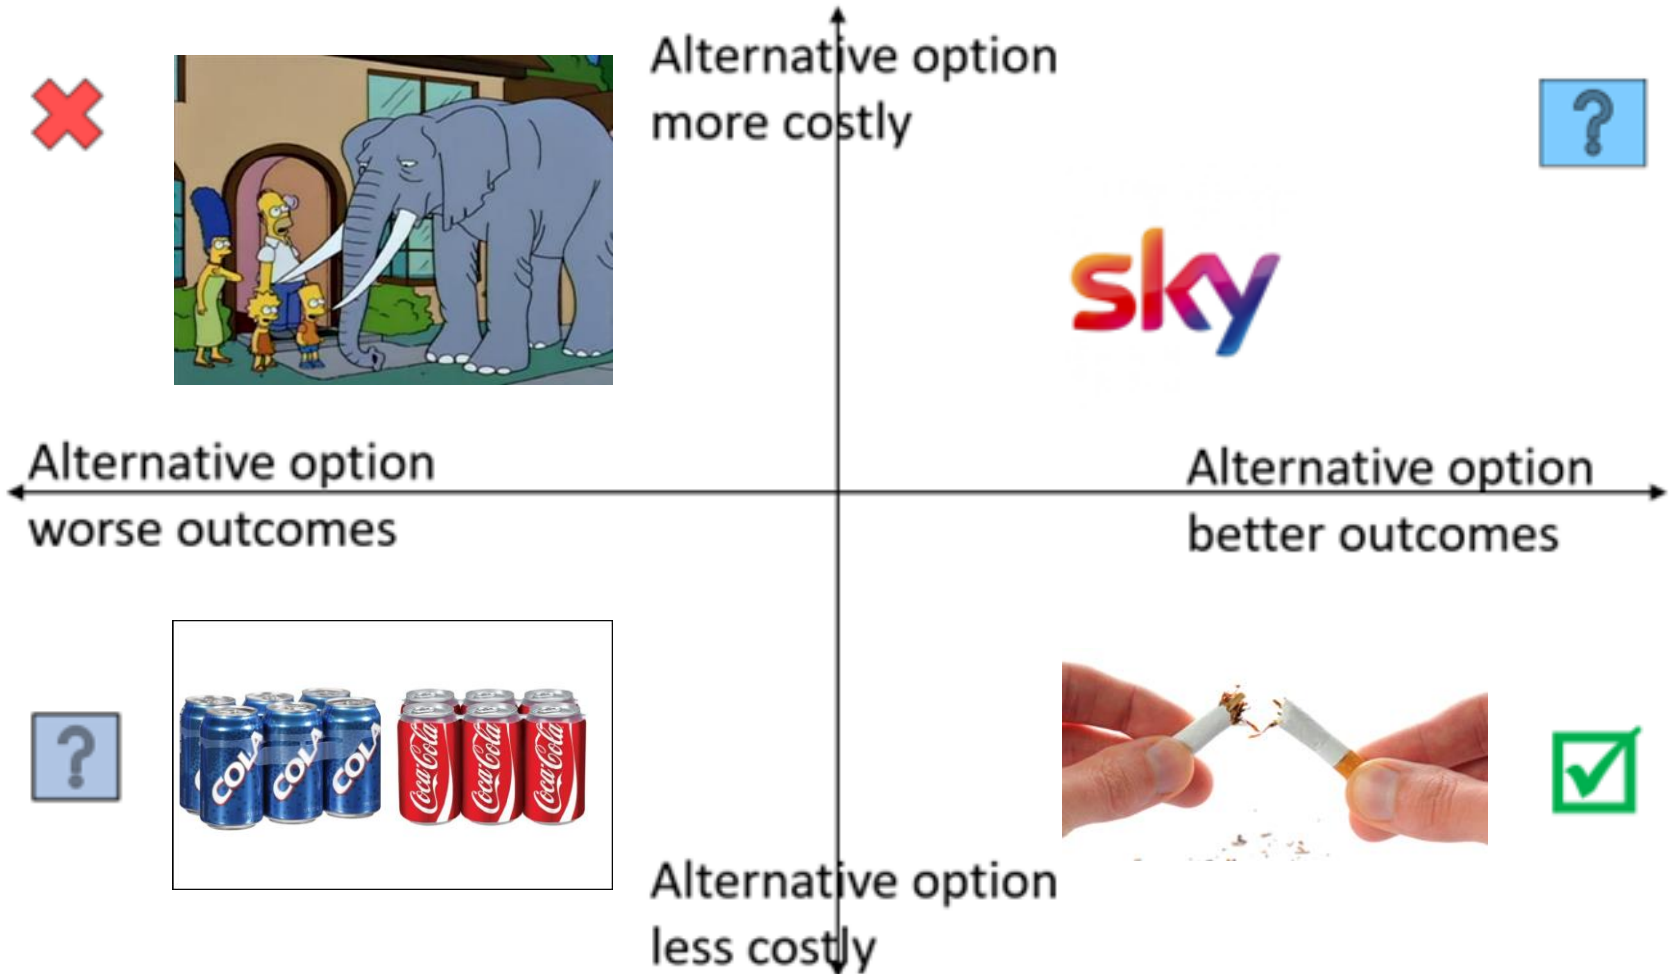 Alternative option
more costly
sky
Alternative option
worse outcomes
Alternative option
better outcomes
COLA COLA COLA
Coca-Cola Coca-Cola Coca-Cola
Alternative option
less costly